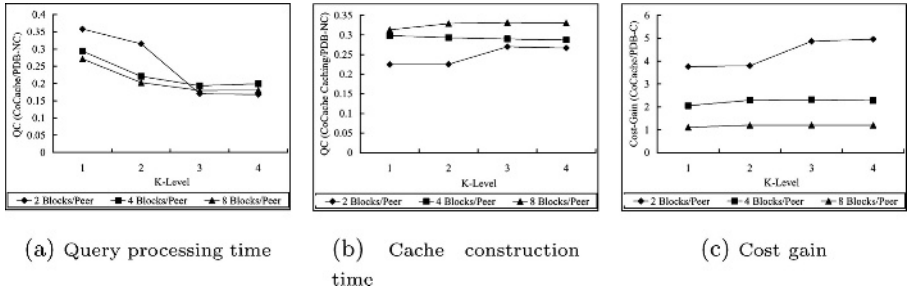 QC (CoCache/PDB-NC)
0.4
0.35
0.3
0.25
0.2
0.15
0.1
0.05
0
1 2 3 4
K-Level
2 Blocks/Peer 4 Blocks/Peer 8 Blocks/Peer
(a) Query processing time
QC (CoCache Caching/PDB-NC)
0.35
0.3
0.25
0.2
0.15
0.1
0.05
0
1 2 3 4
K-Level
2 Blocks/Peer 4 Blocks/Peer 8 Blocks/Peer
(b) Cache construction
time
Cost-Gain (CoCache/PDB-C)
6
5
4
3
2
1
0
1 2 3 4
K-Level
2 Blocks/Peer 4 Blocks/Peer 8 Blocks/Peer
(c) Cost gain